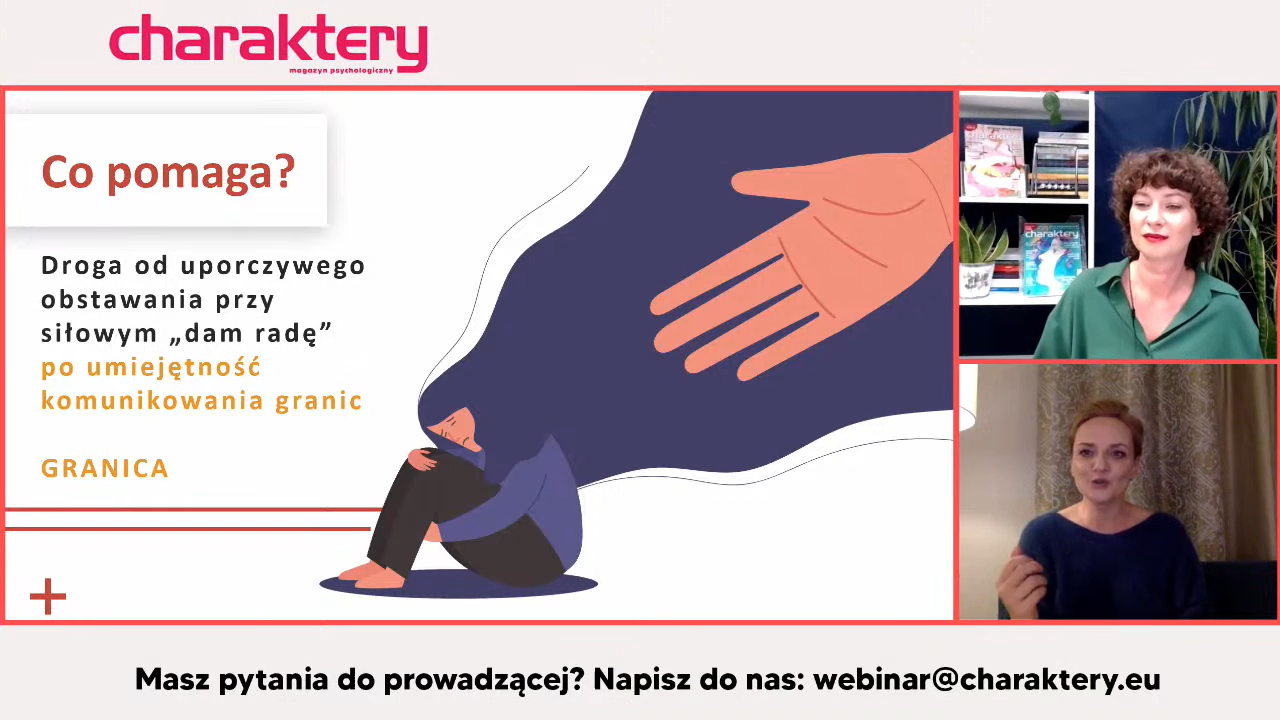 charaktery
magazyn psychologiczny
Co pomaga?
Droga od uporczywego
obstawania przy
siłowym „dam radę”
po umiejętność
komunikowania granic
GRANICA
charaktery
Masz pytania do prowadzącej? Napisz do nas: webinar@charaktery.eu